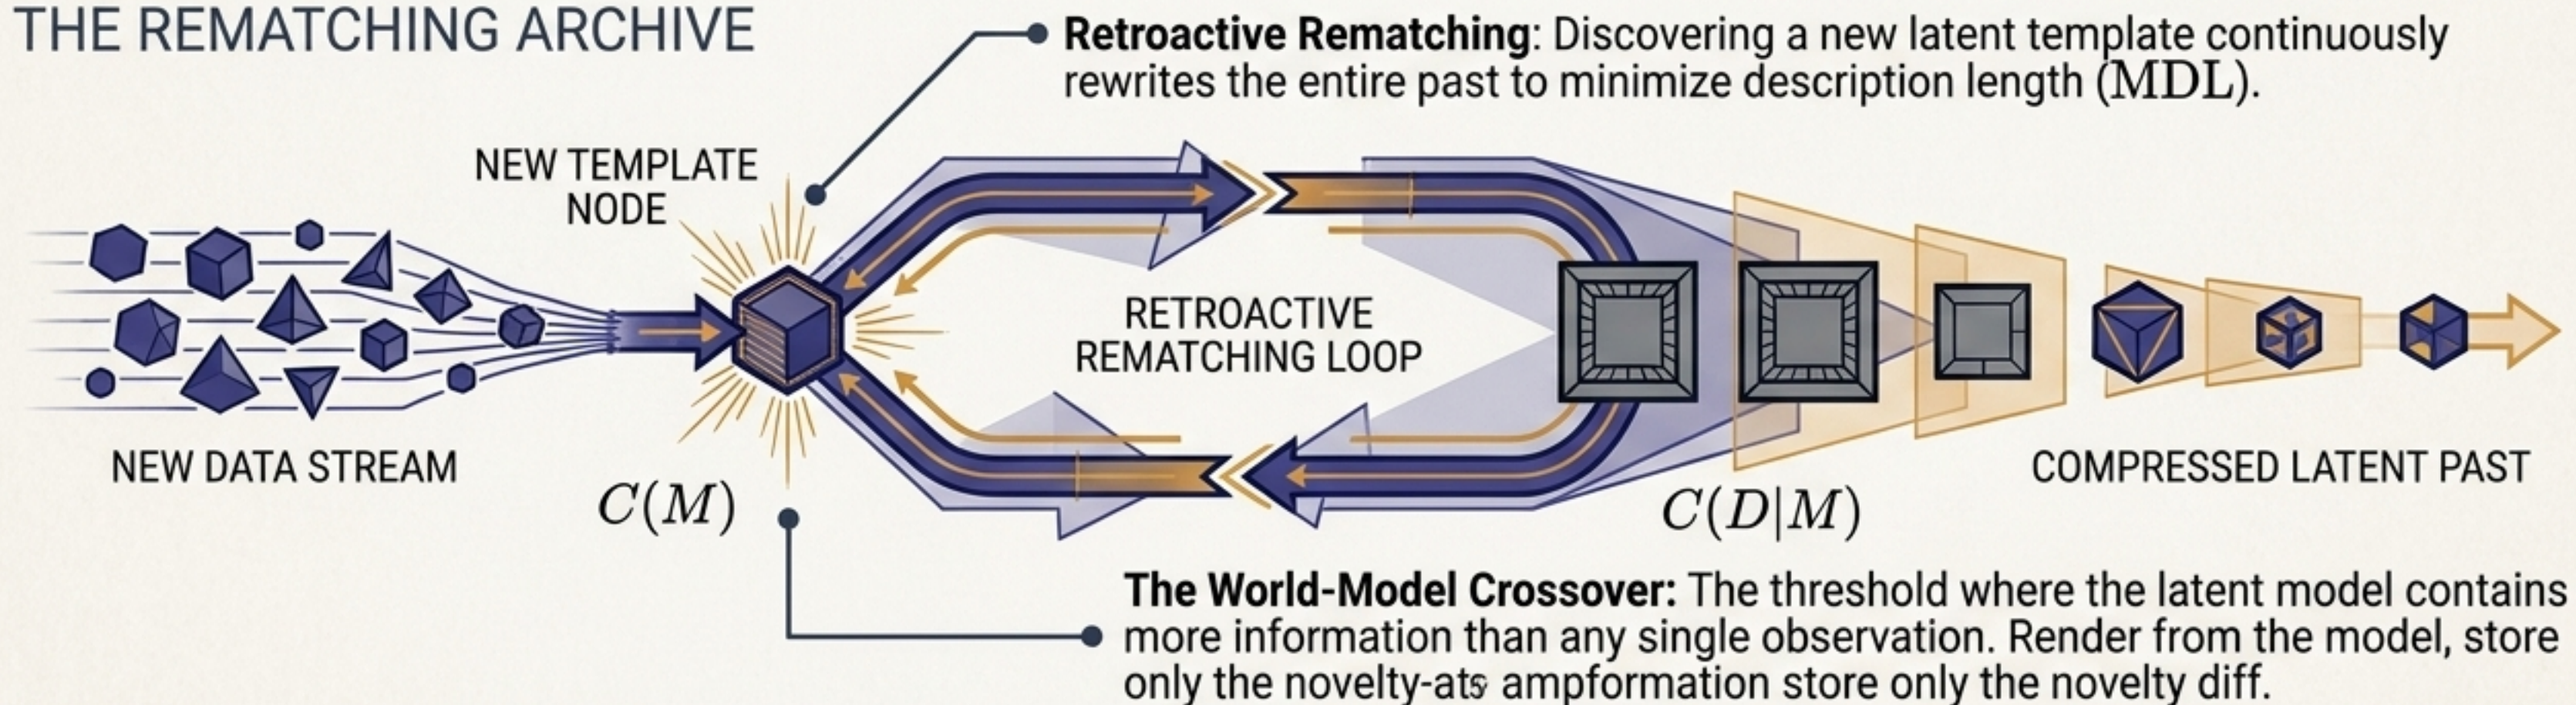 THE REMATCHING ARCHIVE
Retroactive Rematching: Discovering a new latent template continuously
rewrites the entire past to minimize description length (MDL).
NEW TEMPLATE
NODE
RETROACTIVE
REMATCHING LOOP
NEW DATA STREAM
COMPRESSED LATENT PAST
C(M)
C(D|M)
The World-Model Crossover: The threshold where the latent model contains
more information than any single observation. Render from the model, store
only the ampformation store only the novelty diff.